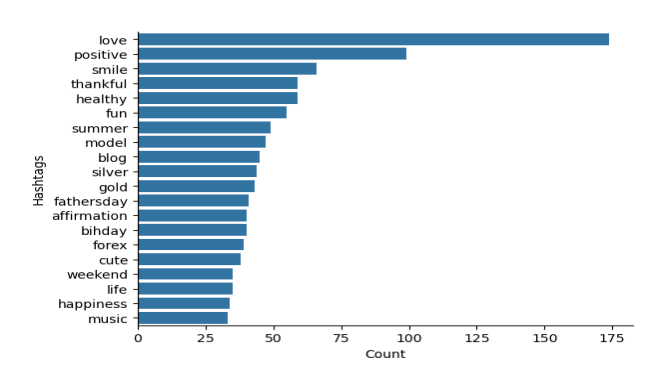 love
positive
smile
thankful
healthy
fun
summer
model
blog
silver
gold
fathersday
affirmation
bihday
forex
cute
weekend
life
happiness
music
Hashtags
0 25 50 75 100 125 150 175
Count